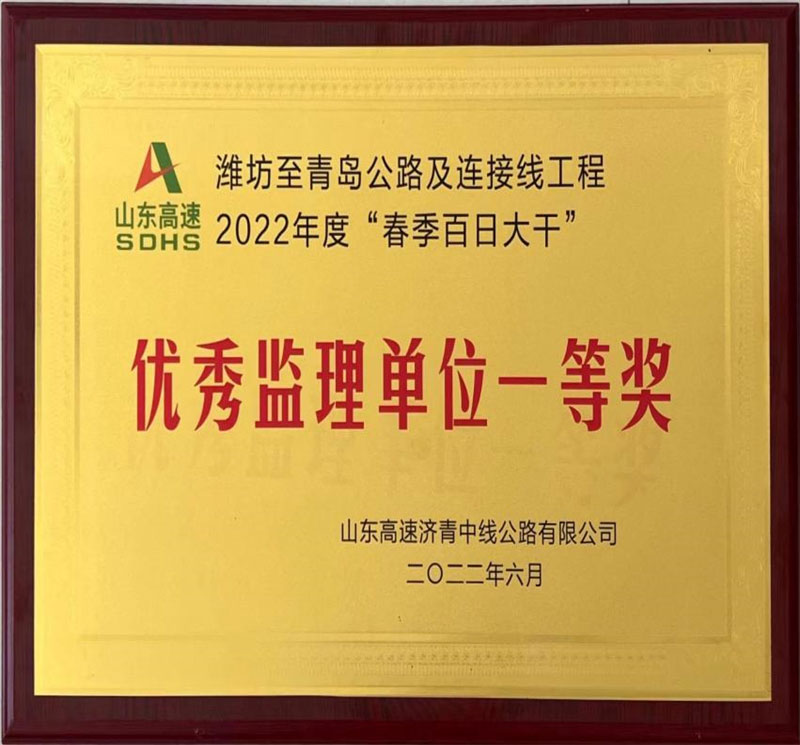 山东高速
SDHS
潍坊至青岛公路及连接线工程
2022年度“春季百日大干”
优秀监理单位一等奖
山东高速济青中线公路有限公司
二〇二二年六月